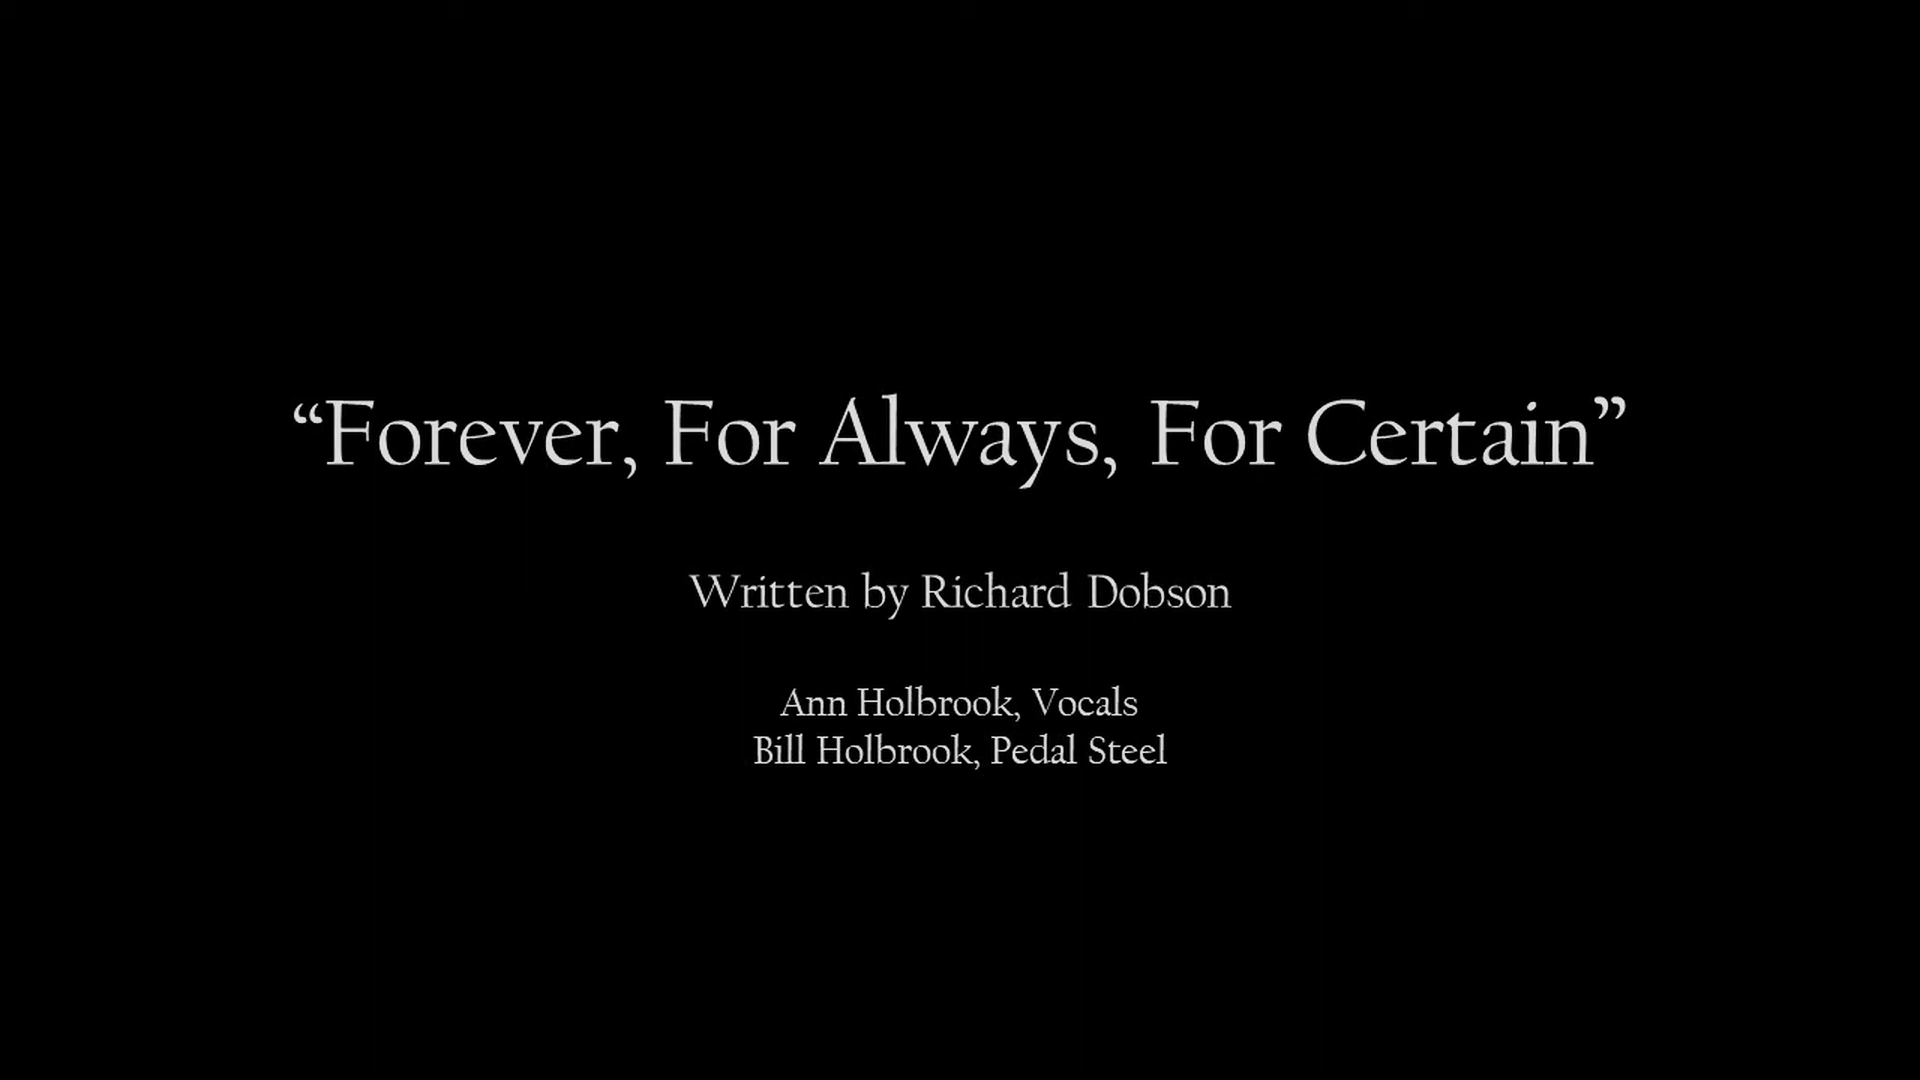 “Forever, For Always, For Certain”
Written by Richard Dobson
Ann Holbrook, Vocals
Bill Holbrook, Pedal Steel